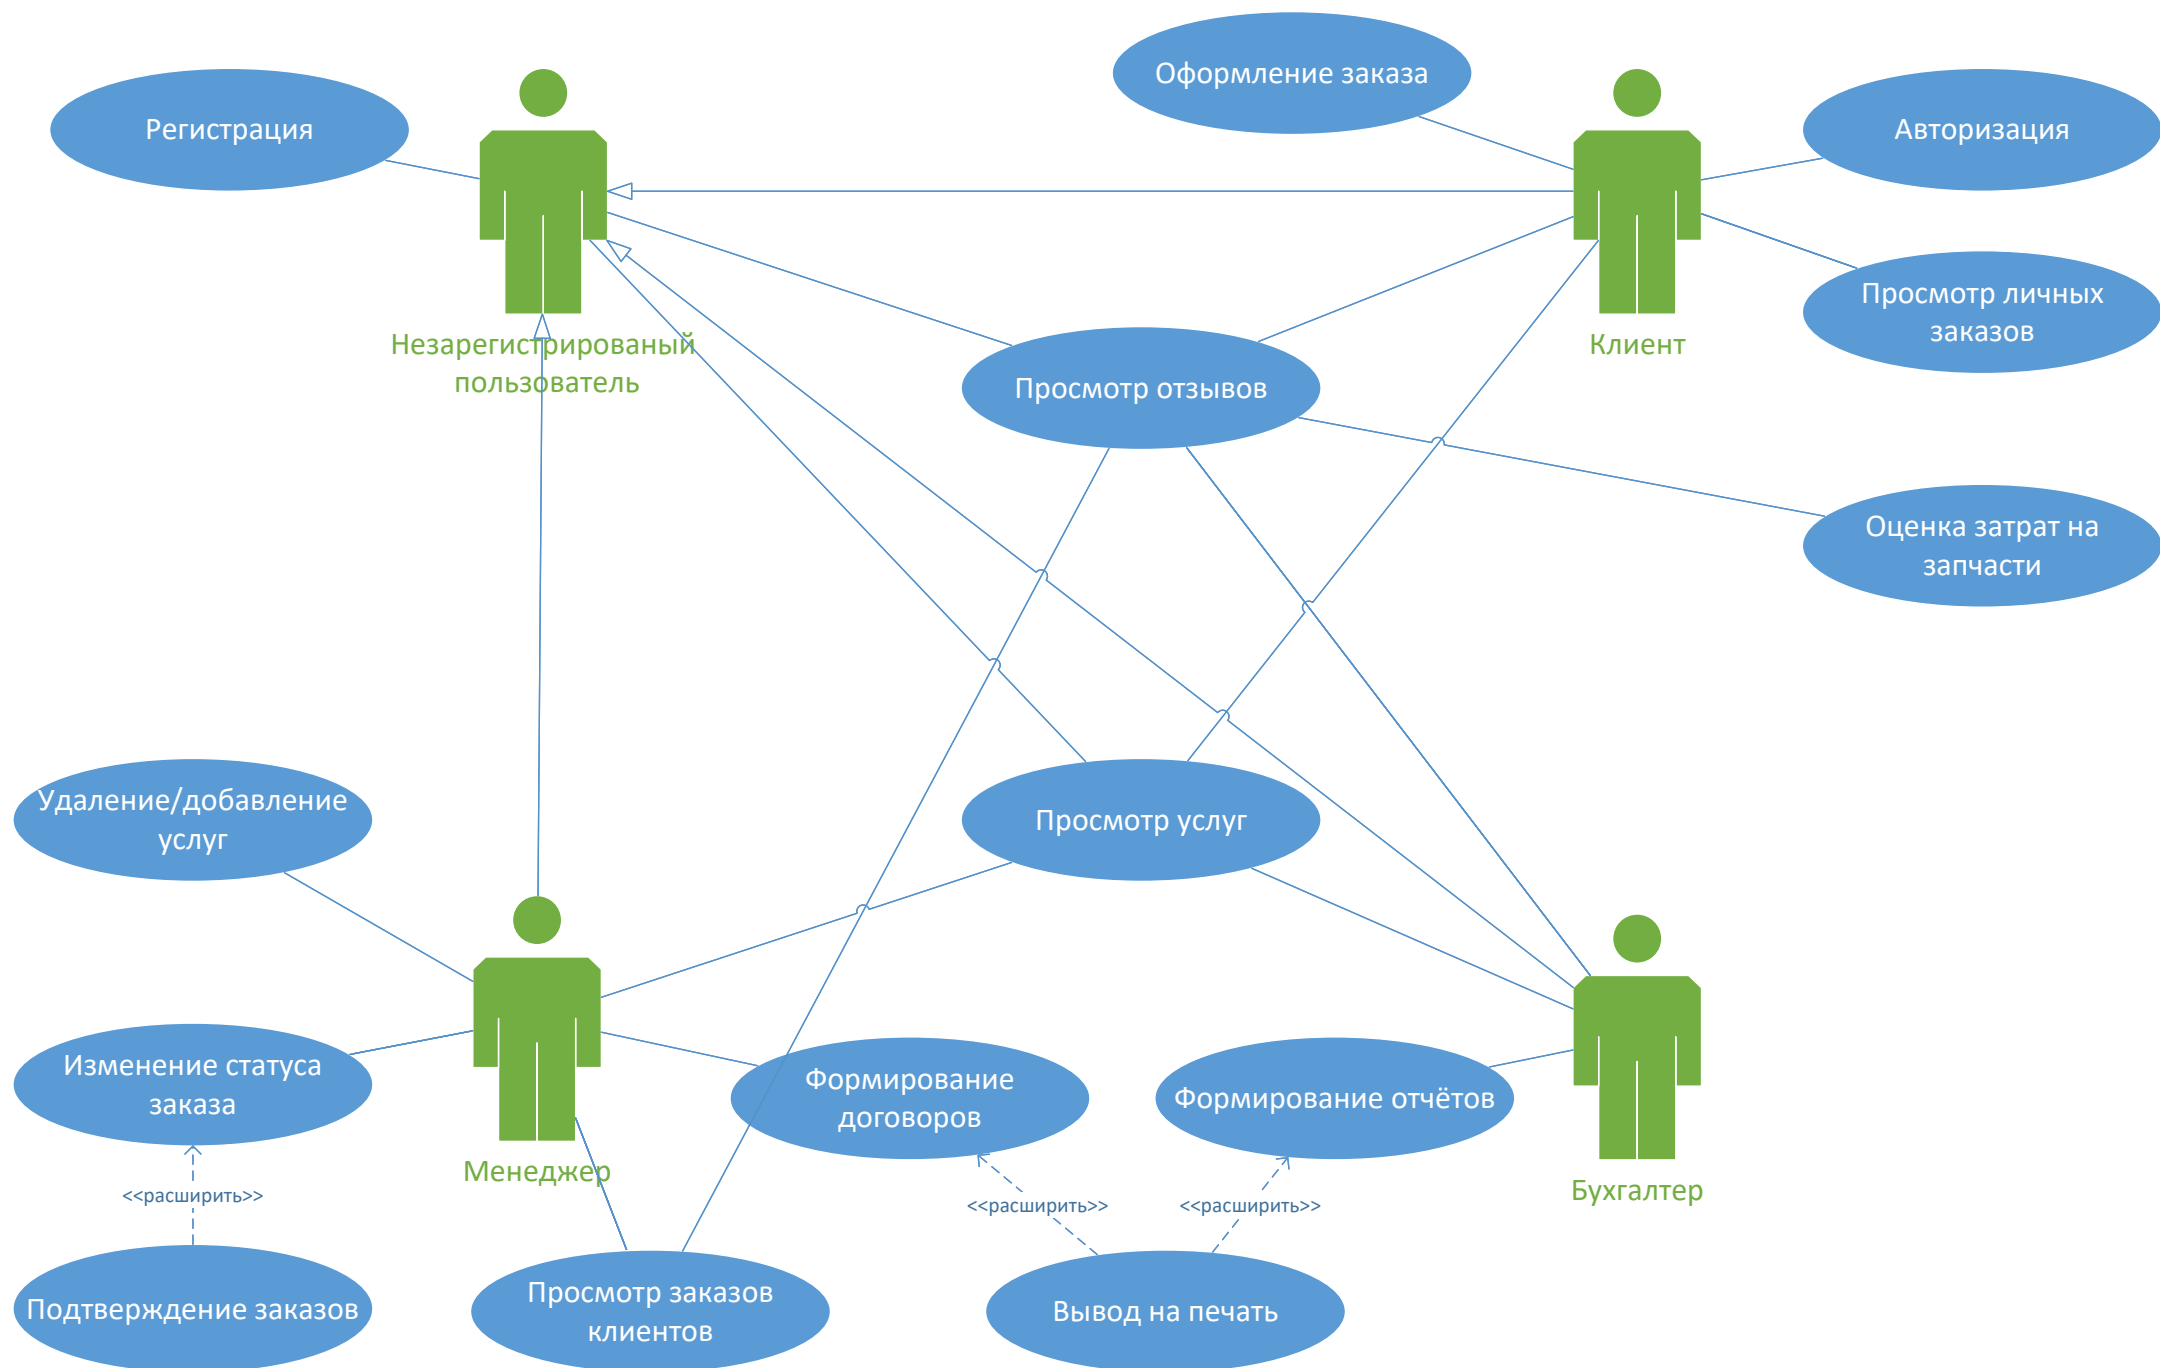 Оформление заказа
Регистрация
Авторизация
Просмотр личных
заказов
Незарегистрированый
пользователь
Клиент
Просмотр отзывов
Оценка затрат на
запчасти
Удаление/добавление
услуг
Просмотр услуг
Изменение статуса
заказа
Формирование
договоров
Формирование отчётов
Менеджер
Бухгалтер
<<расширить>>
<<расширить>>
<<расширить>>
Подтверждение заказов
Просмотр заказов
клиентов
Вывод на печать